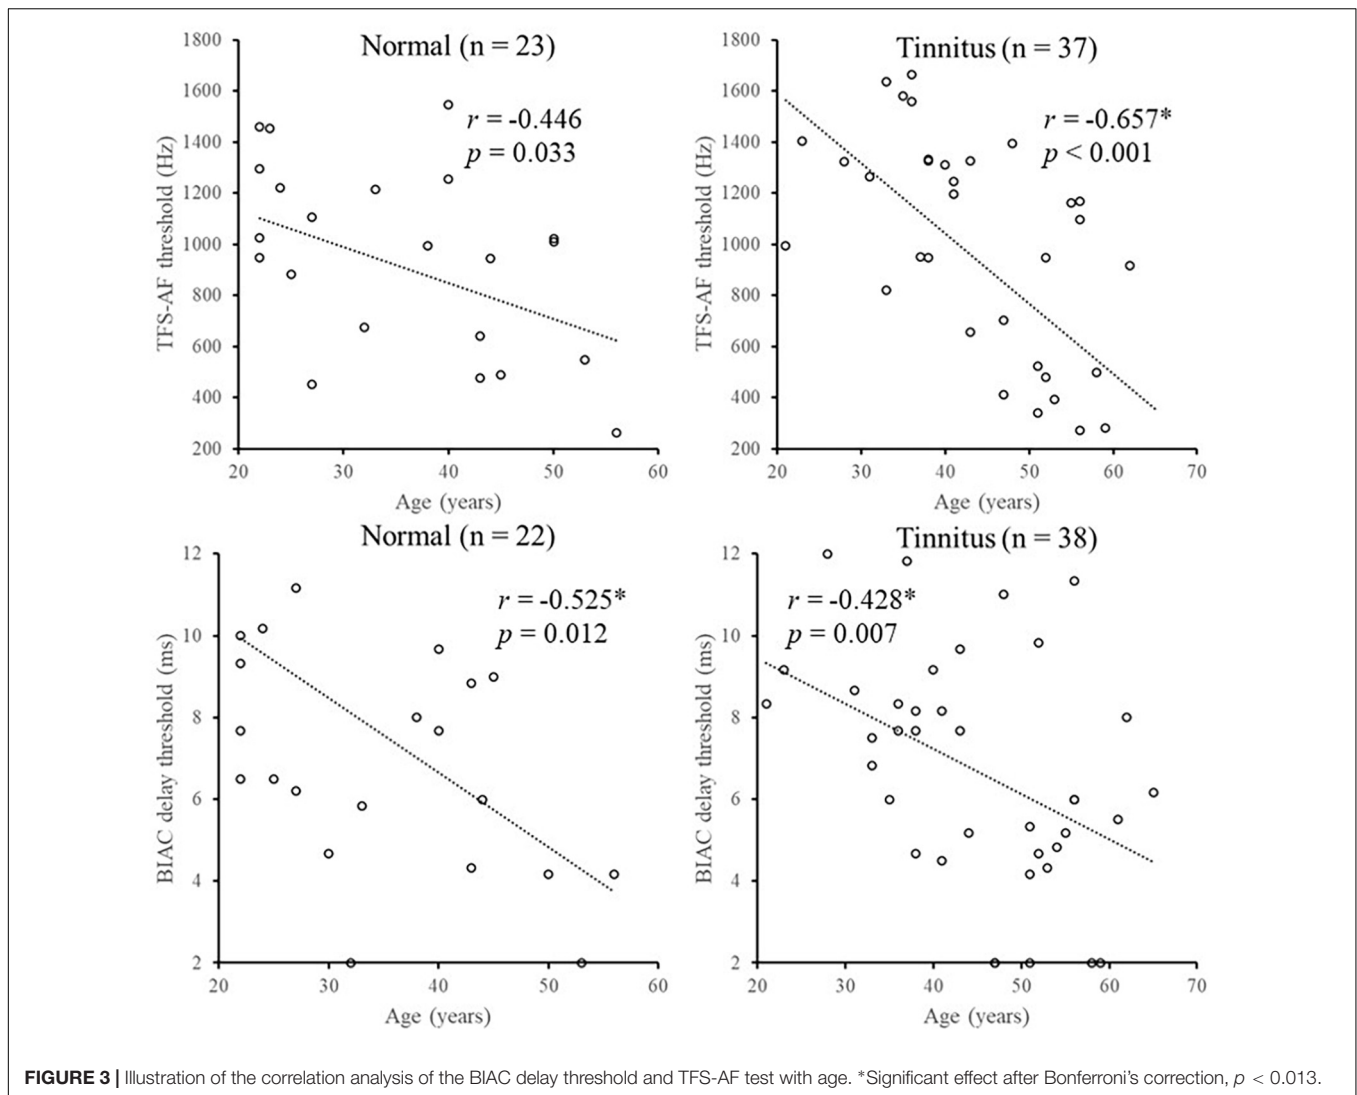 Normal (n = 23)
r = -0.446
p = 0.033
TFS-AF threshold (Hz)
1800
1600
1400
1200
1000
800
600
400
200
20 30 40 50 60
Age (years)
Tinnitus (n = 37)
r = -0.657*
p < 0.001
TFS-AF threshold (Hz)
1800
1600
1400
1200
1000
800
600
400
200
20 30 40 50 60 70
Age (years)
Normal (n = 22)
r = -0.525*
p = 0.012
BIAC delay threshold (ms)
12
10
8
6
4
2
20 30 40 50 60
Age (years)
Tinnitus (n = 38)
r = -0.428*
p = 0.007
BIAC delay threshold (ms)
12
10
8
6
4
2
20 30 40 50 60 70
Age (years)
FIGURE 3 | Illustration of the correlation analysis of the BIAC delay threshold and TFS-AF test with age. *Significant effect after Bonferroni's correction, p < 0.013.